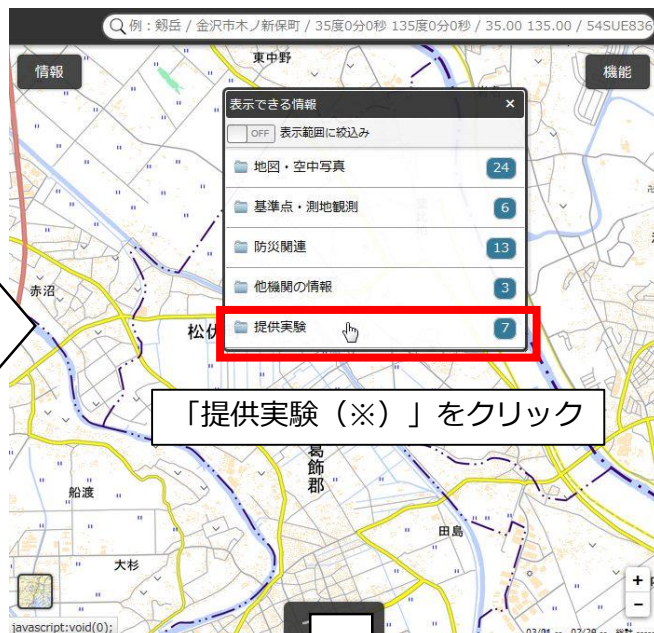 例：剱岳 / 金沢市木ノ新保町 / 35度0分0秒 135度0分0秒 / 35.00 135.00 / 54SUE836
東中野
情報
機能
表示できる情報 ×
OFF 表示範囲に絞込み
地図・空中写真 24
基準点・測地観測 6
防災関連 13
他機関の情報 3
赤沼
松伏
提供実験 7
「提供実験（※）」をクリック
葛飾郡
船渡
田島
大杉
+
-
javascript:void(0);